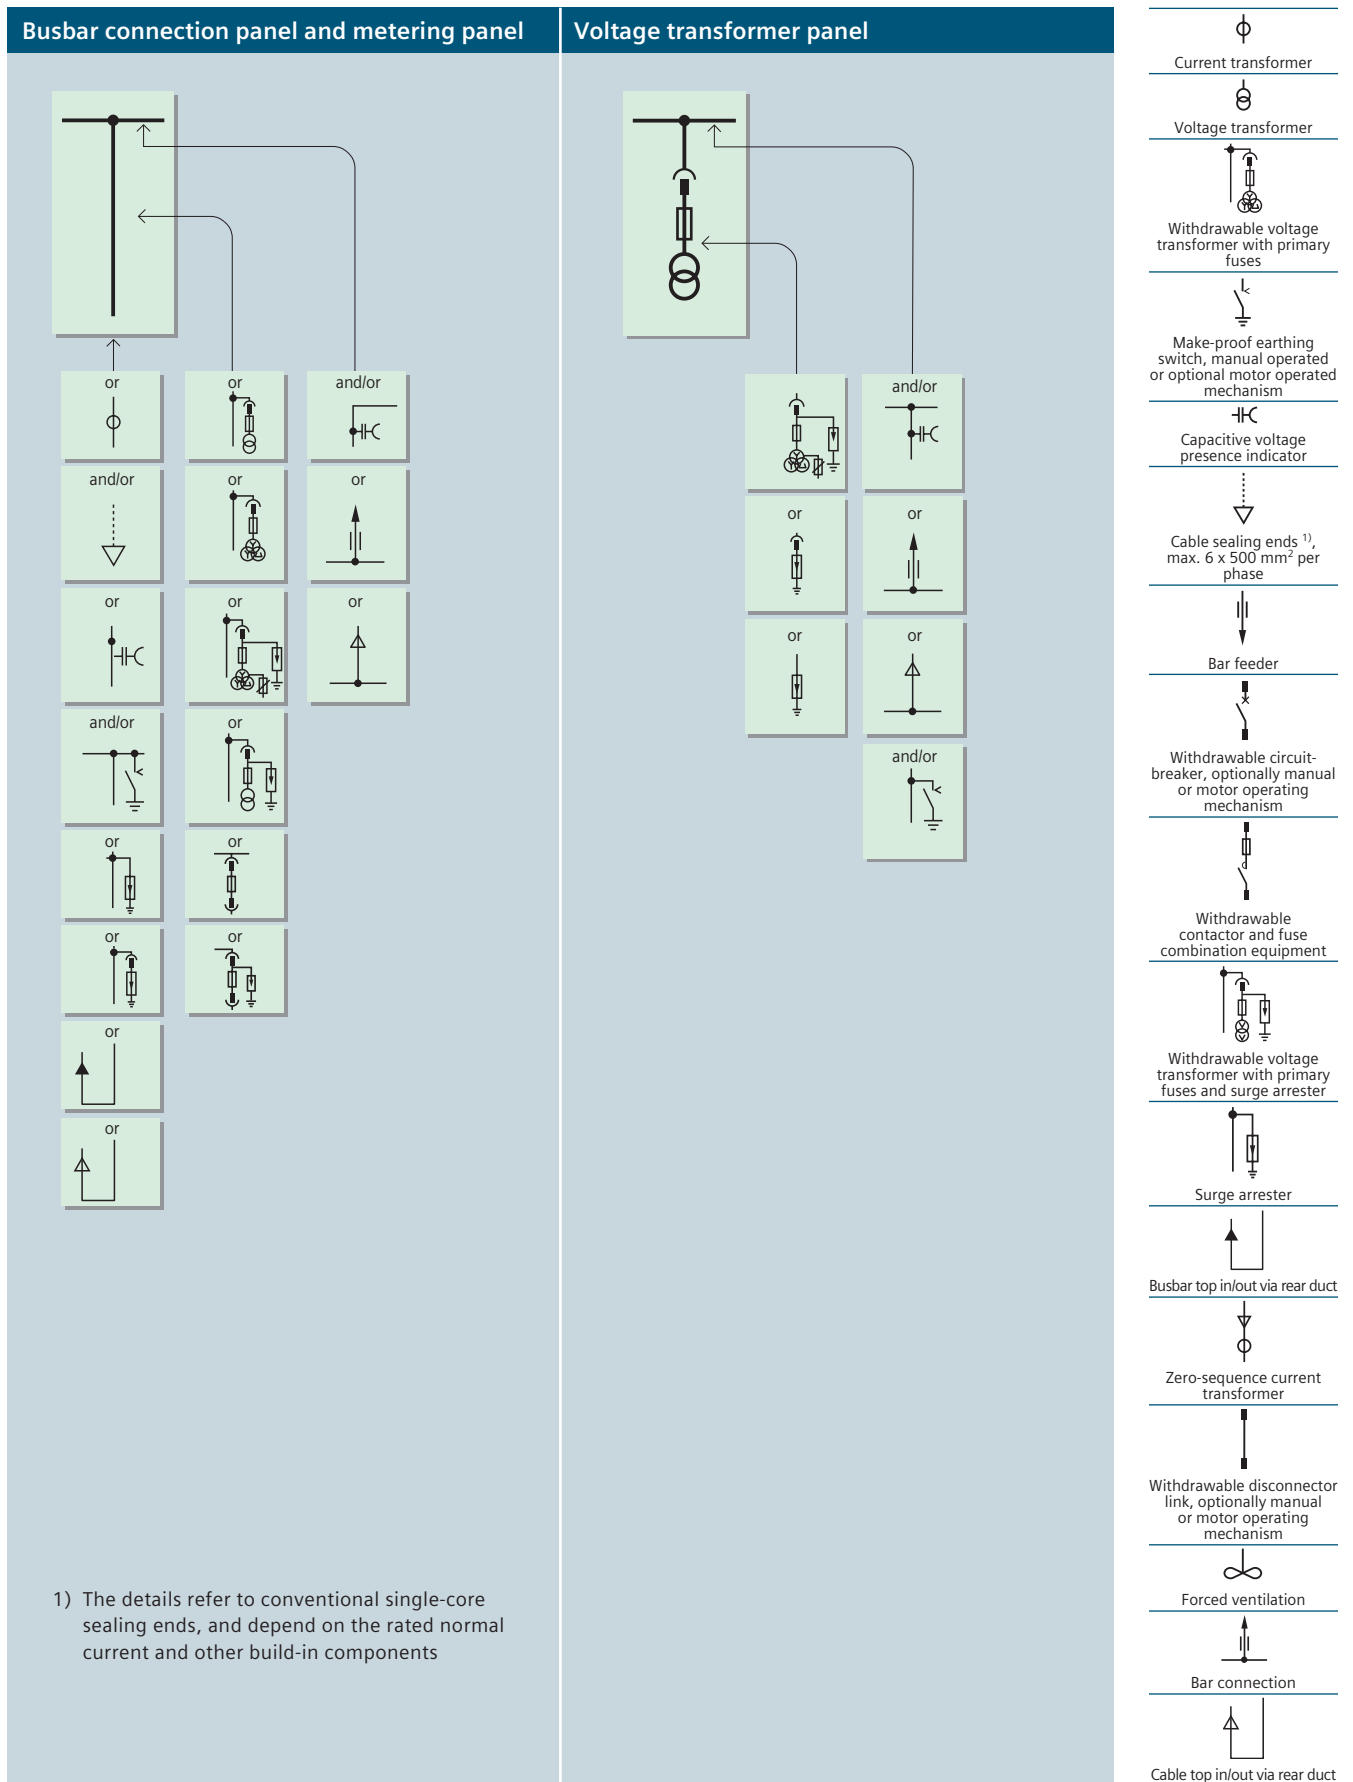 Busbar connection panel and metering panel
or
and/or
or
and/or
or
or
or
or
or
or
or
or
or
or
and/or
or
or
1) The details refer to conventional single-core
sealing ends, and depend on the rated normal
current and other build-in components
Voltage transformer panel
or
or
and/or
or
or
and/or
Current transformer
Voltage transformer
Withdrawable voltage
transformer with primary
fuses
Make-proof earthing
switch, manual operated
or optional motor operated
mechanism
Capacitive voltage
presence indicator
Cable sealing ends 1),
max. 6 x 500 mm² per
phase
Bar feeder
Withdrawable circuit-
breaker, optionally manual
or motor operating
mechanism
Withdrawable
contactor and fuse
combination equipment
Withdrawable voltage
transformer with primary
fuses and surge arrester
Surge arrester
Busbar top in/out via rear duct
Zero-sequence current
transformer
Withdrawable disconnector
link, optionally manual
or motor operating
mechanism
Forced ventilation
Bar connection
Cable top in/out via rear duct